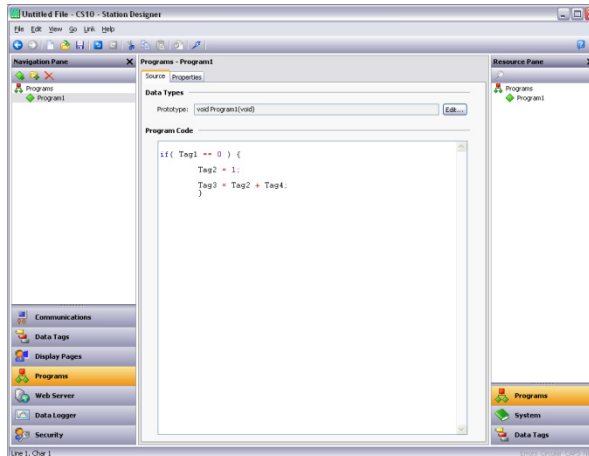 Untitled File - CS10 - Station Designer
File Edit View Go Link Help
Navigation Pane
Programs
Program1
Programs - Program1
Source Properties
Data Types
Prototype: void Program1(void) Edit...
Program Code
if( Tag1 == 0 ) {
Tag2 = 1;
Tag3 = Tag2 + Tag4;
}
Resource Pane
Programs
Program1
Communications
Data Tags
Display Pages
Programs
Web Server
Data Logger
Security
Programs
System
Data Tags
Line 1, Char 1
Errors Circular CAPS